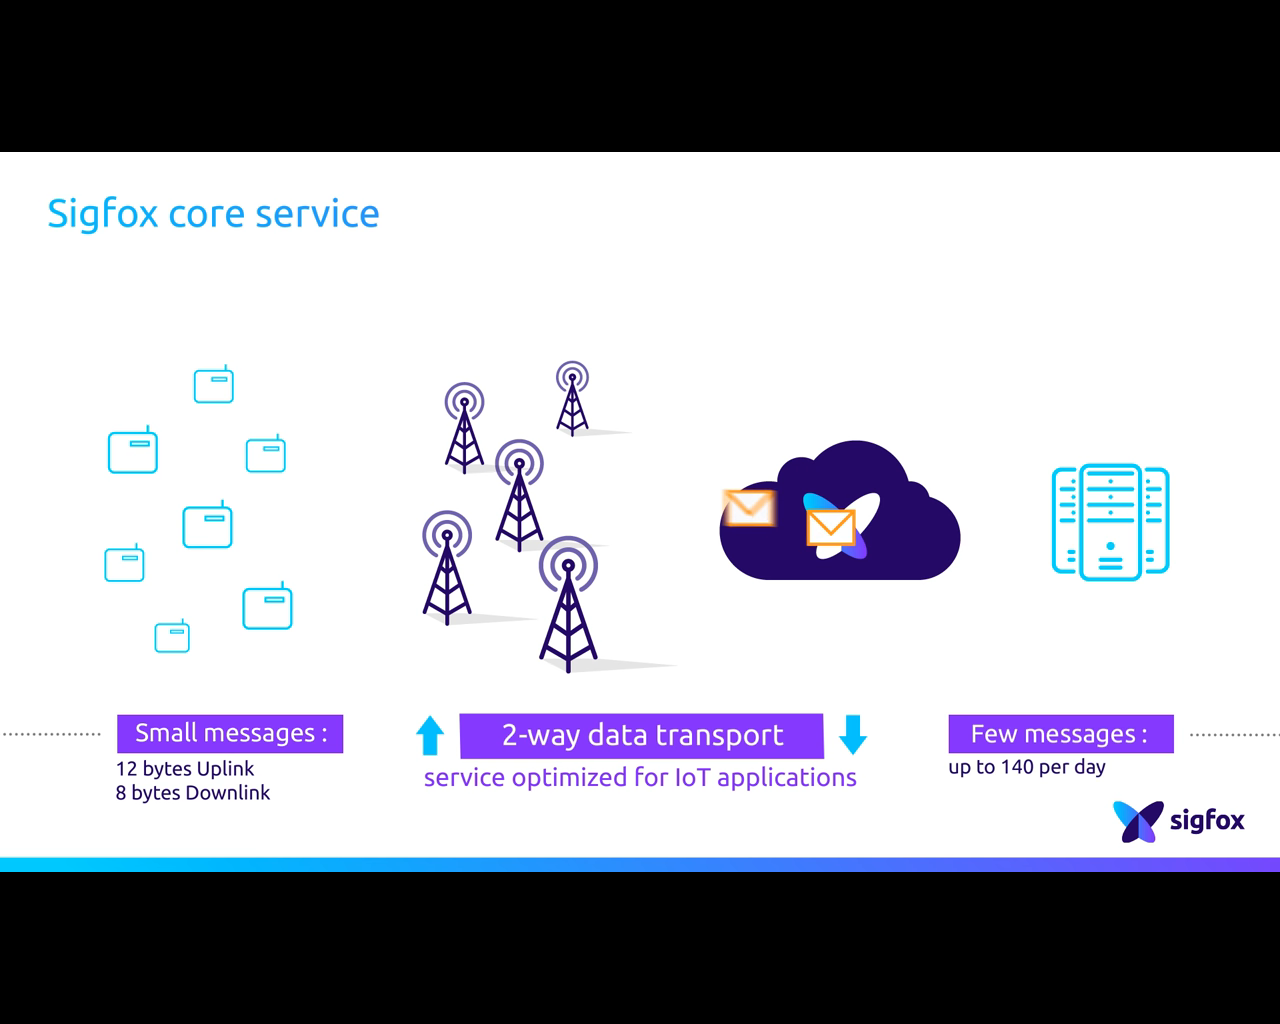 Sigfox core service
Small messages :
12 bytes Uplink
8 bytes Downlink
2-way data transport
service optimized for IoT applications
Few messages :
up to 140 per day
sigfox